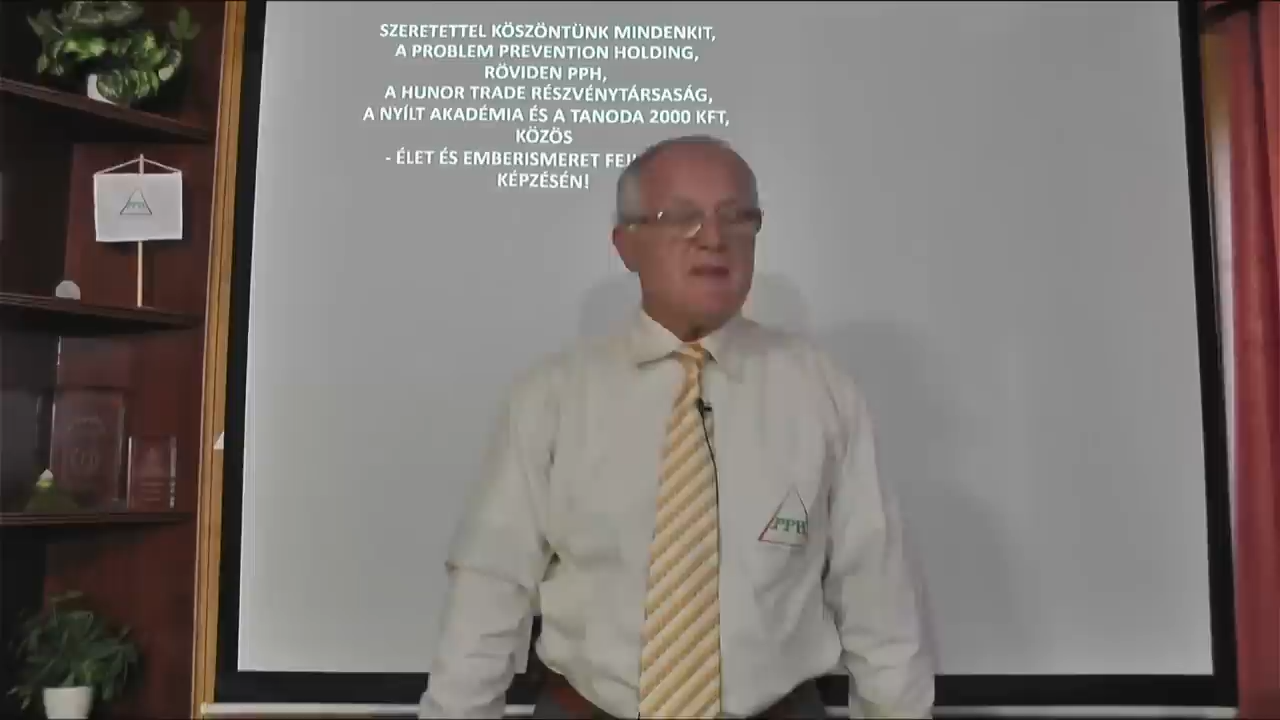 SZERETETTEL KÖSZÖNTÜNK MINDENKIT,
A PROBLEM PREVENTION HOLDING,
RÖVIDEN PPH,
A HUNOR TRADE RÉSZVÉNYTÁRSASÁG,
A NYÍLT AKADÉMIA ÉS A TANODA 2000 KFT,
KÖZÖS
- ÉLET ÉS EMBERISMERET
KÉPZÉSÉN!
PPH
PPH